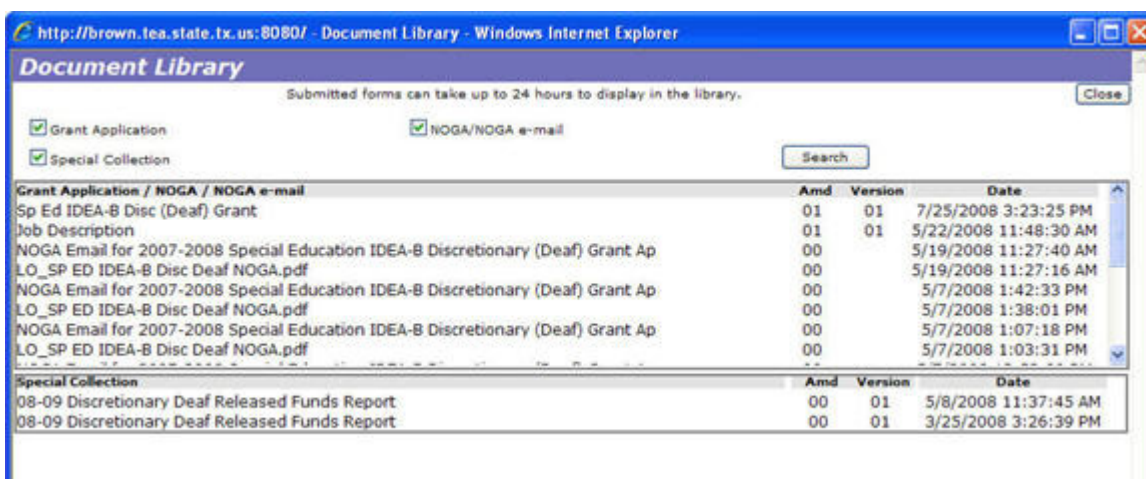 http://brown.tea.state.tx.us:8080/ - Document Library - Windows Internet Explorer
Document Library
Submitted forms can take up to 24 hours to display in the library.
Close
Grant Application NOGA/NOGA e-mail
Special Collection Search
Grant Application / NOGA / NOGA e-mail Amd Version Date
Sp Ed IDEA-B Disc (Deaf) Grant 01 01 7/25/2008 3:23:25 PM
Job Description 01 01 5/22/2008 11:48:30 AM
NOGA Email for 2007-2008 Special Education IDEA-B Discretionary (Deaf) Grant Ap 00 5/19/2008 11:27:40 AM
LO_SP ED IDEA-B Disc Deaf NOGA.pdf 00 5/19/2008 11:27:16 AM
NOGA Email for 2007-2008 Special Education IDEA-B Discretionary (Deaf) Grant Ap 00 5/7/2008 1:42:33 PM
LO_SP ED IDEA-B Disc Deaf NOGA.pdf 00 5/7/2008 1:38:01 PM
NOGA Email for 2007-2008 Special Education IDEA-B Discretionary (Deaf) Grant Ap 00 5/7/2008 1:07:18 PM
LO_SP ED IDEA-B Disc Deaf NOGA.pdf 00 5/7/2008 1:03:31 PM
Special Collection Amd Version Date
08-09 Discretionary Deaf Released Funds Report 00 01 5/8/2008 11:37:45 AM
08-09 Discretionary Deaf Released Funds Report 00 01 3/25/2008 3:26:39 PM